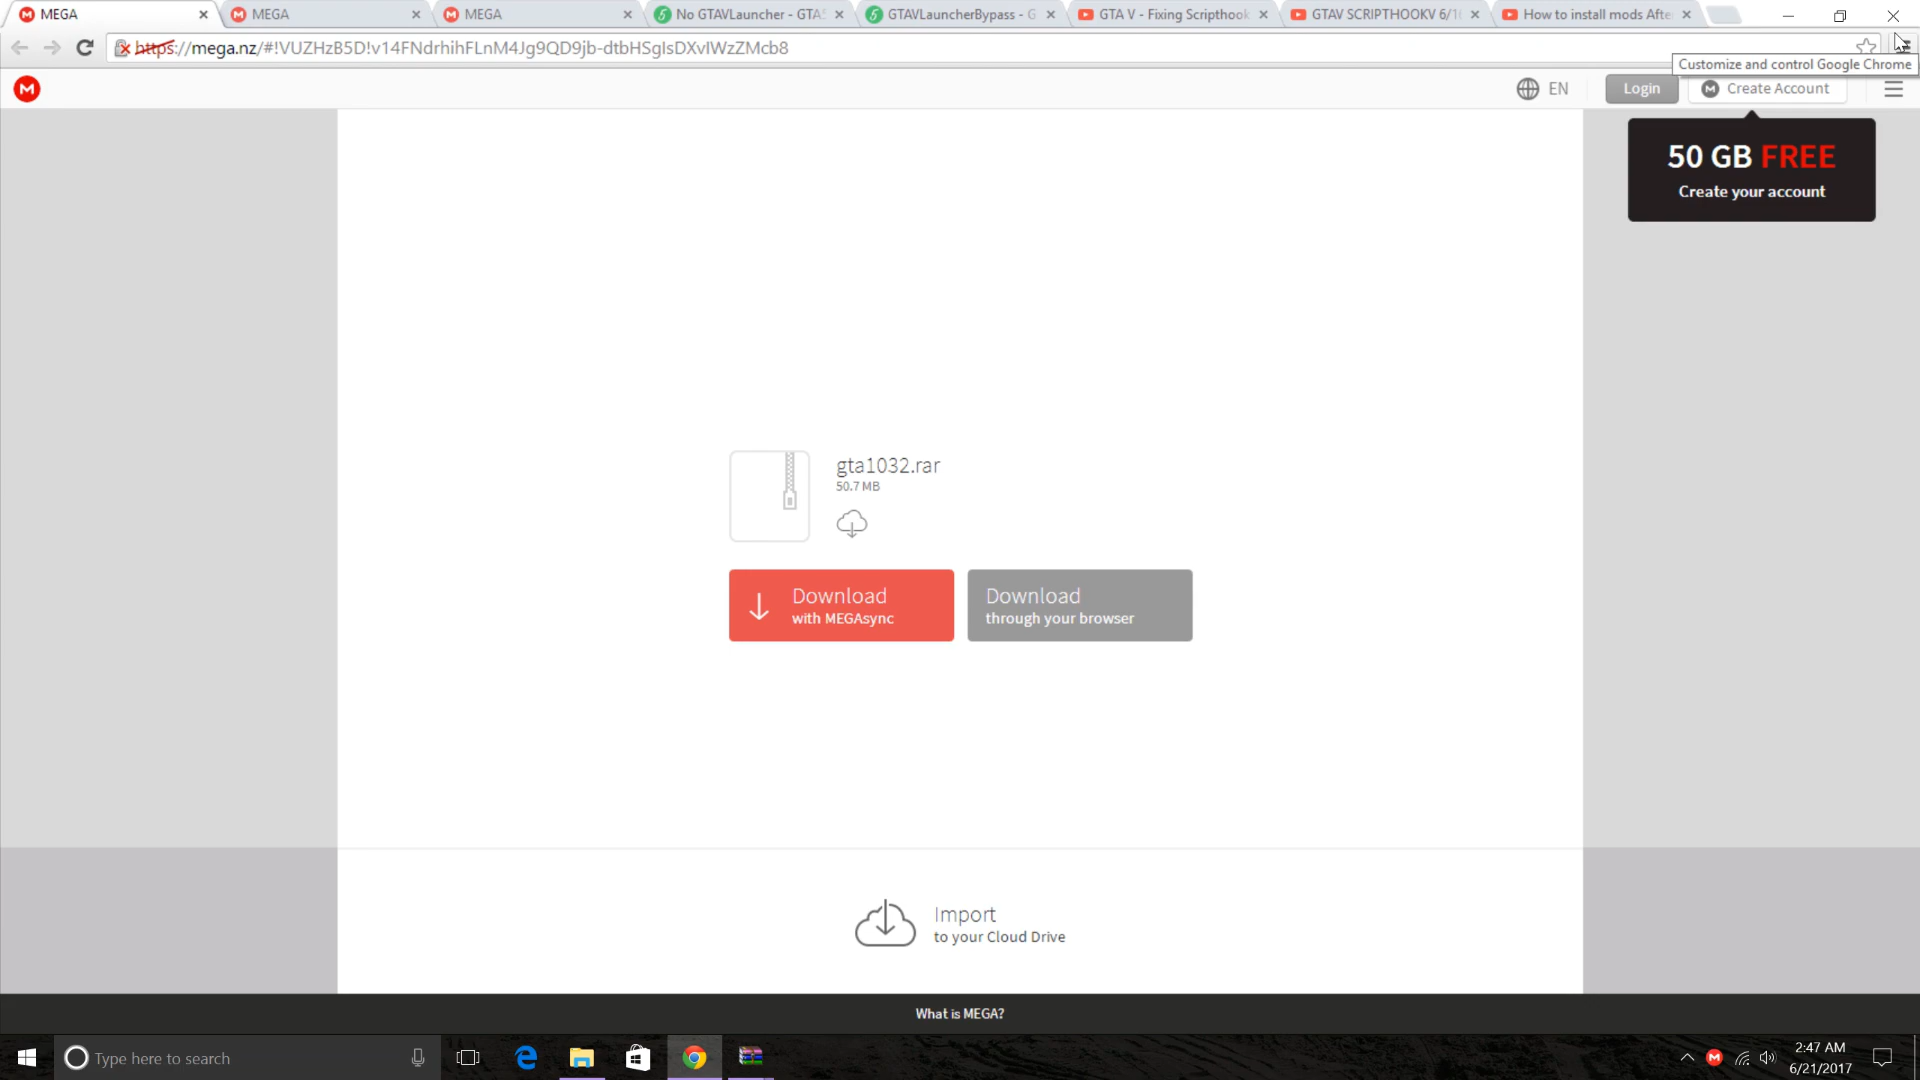 MEGA
MEGA
MEGA
No GTAVLauncher - GTA5
GTAVLauncherBypass - G
GTA V - Fixing Scripthook
GTAV SCRIPTHOOKV 6/1
How to install mods Afte
https://mega.nz/#!VUZHzB5D!v14FNdrhihFLnM4Jg9QD9jb-dtbHSgIsDXvIWzZMcb8
Customize and control Google Chrome
M
EN
Login
Create Account
50 GB FREE
Create your account
gta1032.rar
50.7 MB
Download
with MEGAsync
Download
through your browser
Import
to your Cloud Drive
What is MEGA?
Type here to search
2:47 AM
6/21/2017